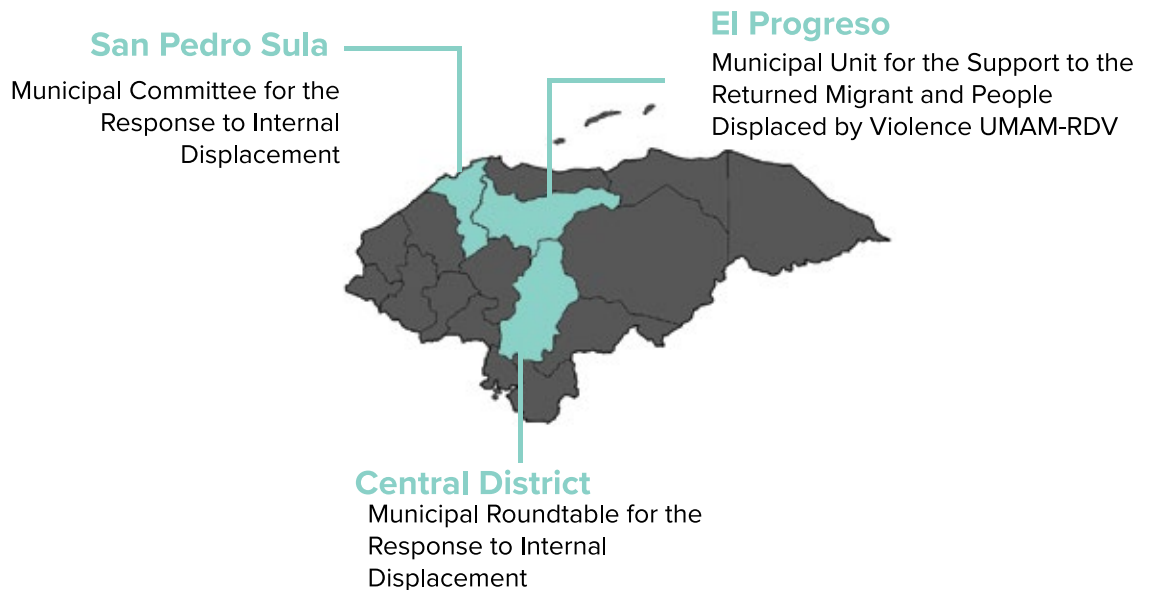 San Pedro Sula
Municipal Committee for the
Response to Internal
Displacement
El Progreso
Municipal Unit for the Support to the
Returned Migrant and People
Displaced by Violence UMAM-RDV
Central District
Municipal Roundtable for the
Response to Internal
Displacement